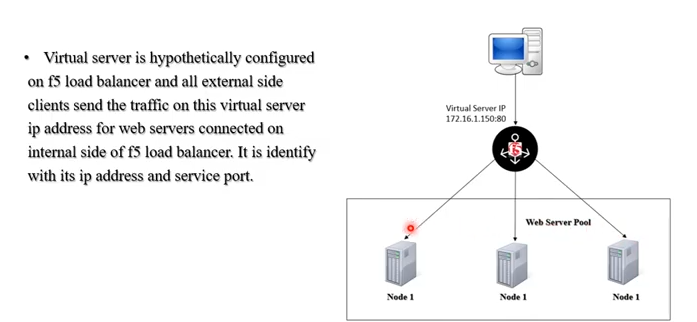 • Virtual server is hypothetically configured
on f5 load balancer and all external side
clients send the traffic on this virtual server
ip address for web servers connected on
internal side of f5 load balancer. It is identify
with its ip address and service port.
Virtual Server IP
172.16.1.150:80
f5
Web Server Pool
Node 1
Node 1
Node 1